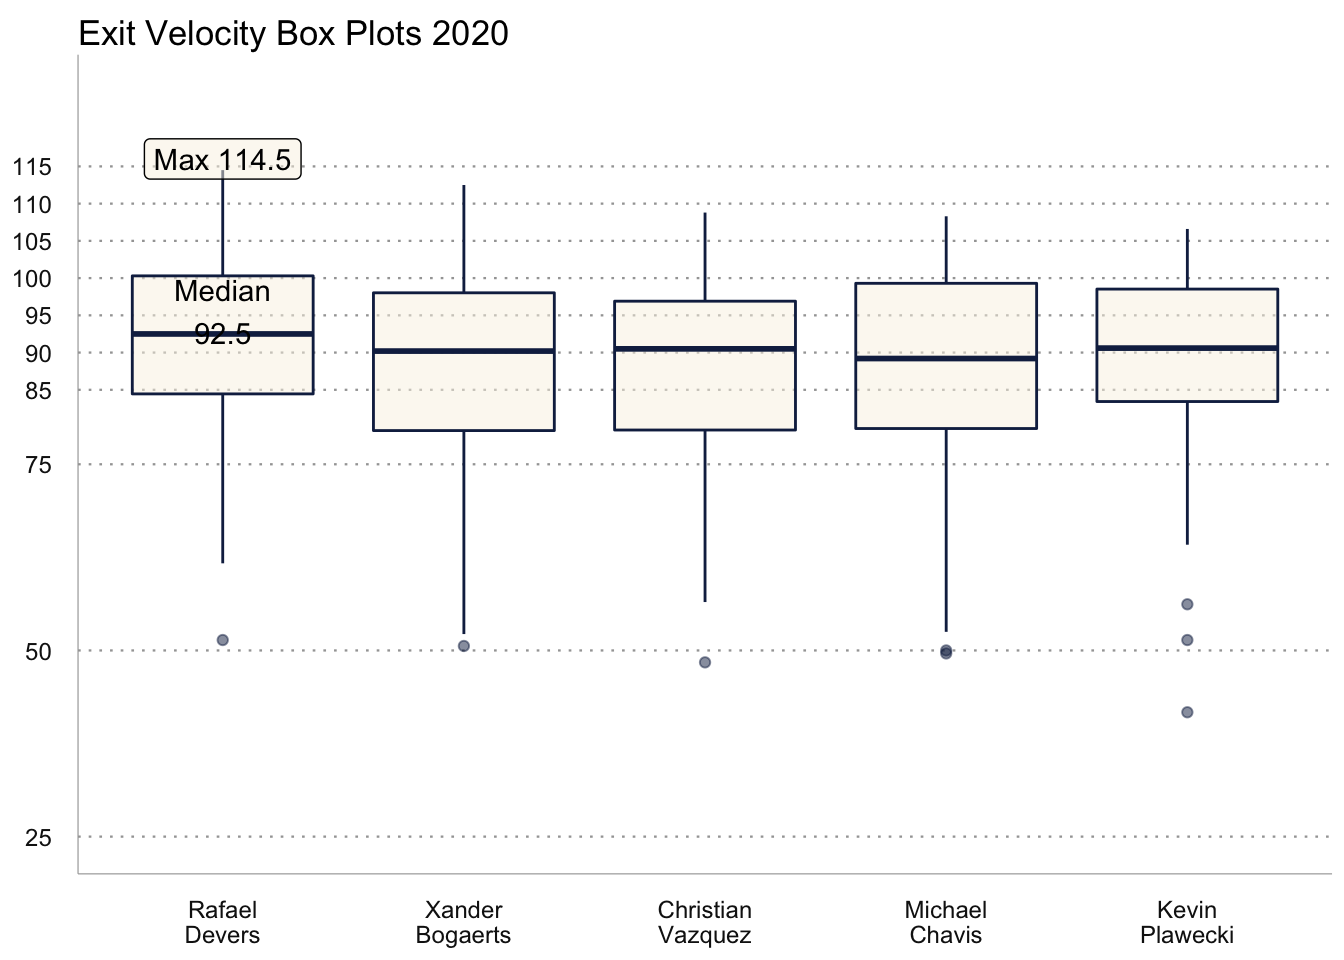 Exit Velocity Box Plots 2020
Max 114.5
115
110
105
100
95
90
85
75
50
25
Median
92.5
Rafael
Devers
Xander
Bogaerts
Christian
Vazquez
Michael
Chavis
Kevin
Plawecki